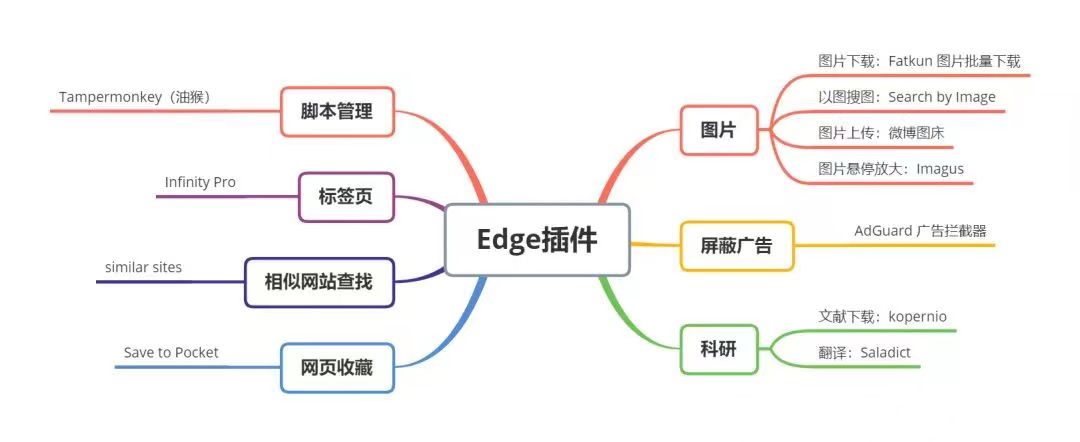 Edge插件
图片
图片下载：Fatkun 图片批量下载
以图搜图：Search by Image
图片上传：微博图床
图片悬停放大：Imagus
屏蔽广告
AdGuard 广告拦截器
科研
文献下载：kopernio
翻译：Saladict
脚本管理
Tampermonkey（油猴）
标签页
Infinity Pro
相似网站查找
similar sites
网页收藏
Save to Pocket